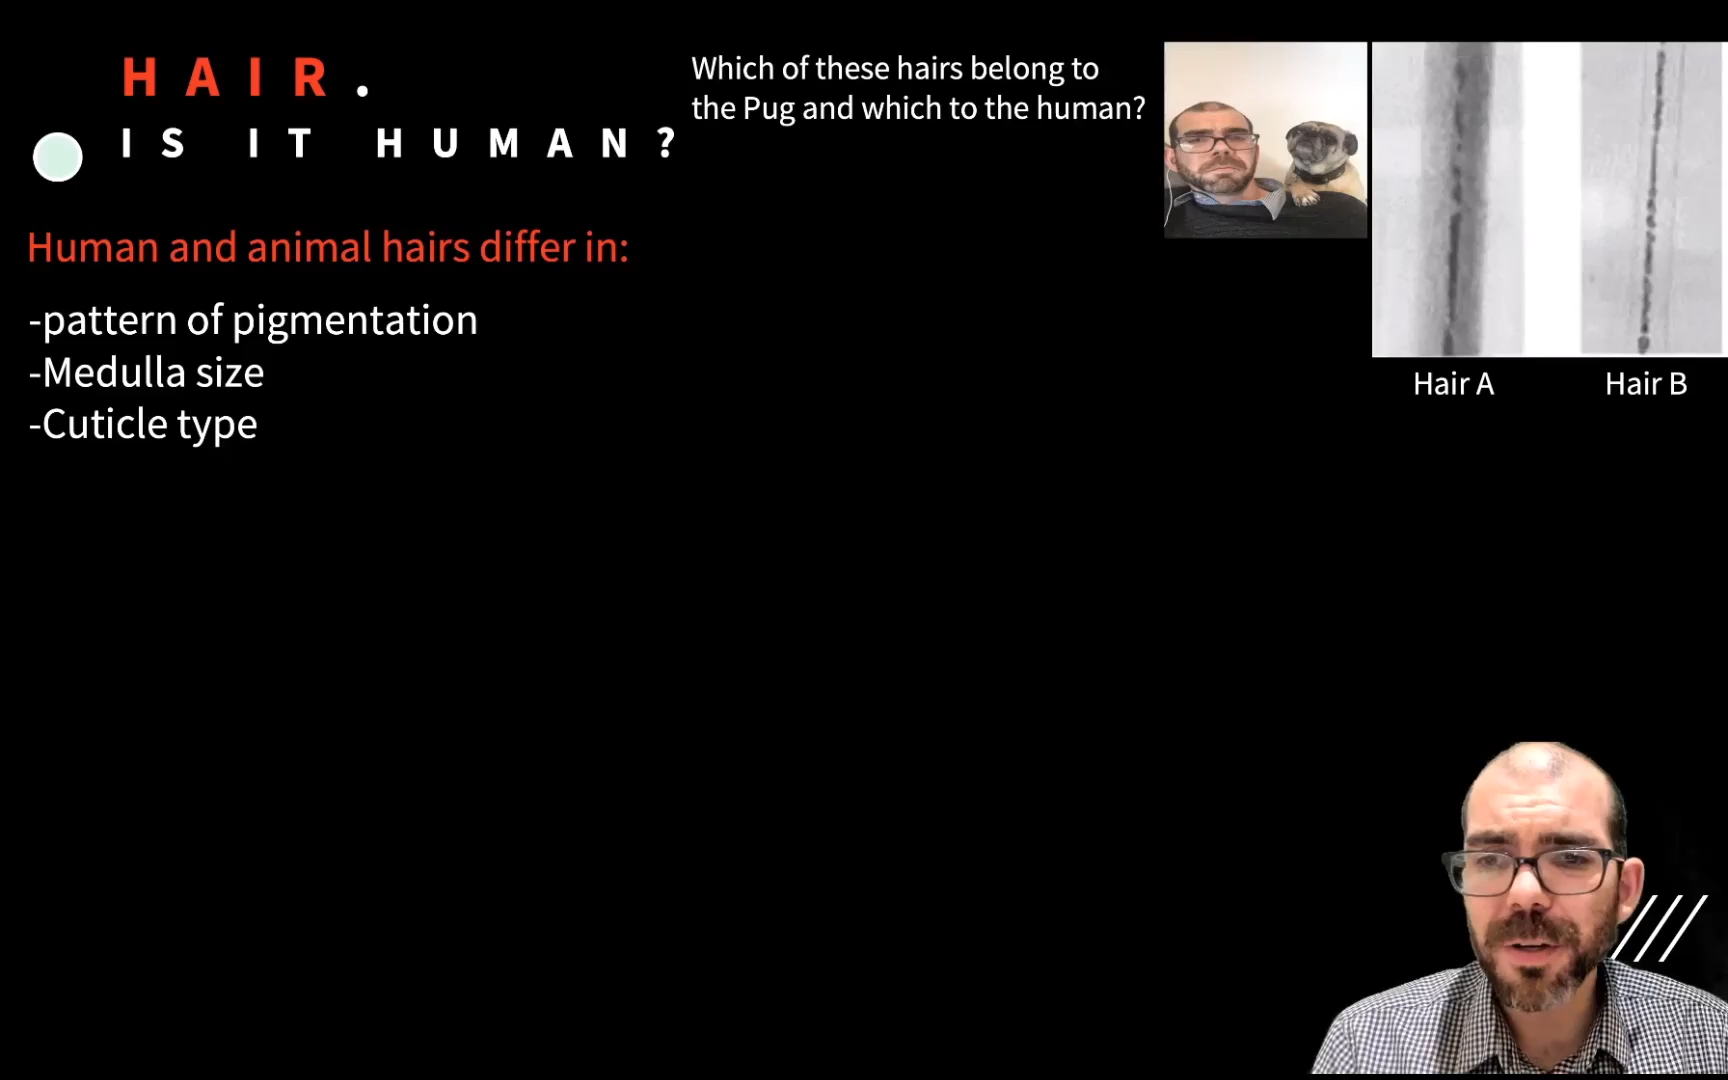 HAIR.
IS IT HUMAN?
Human and animal hairs differ in:
-pattern of pigmentation
-Medulla size
-Cuticle type
Which of these hairs belong to
the Pug and which to the human?
Hair A
Hair B